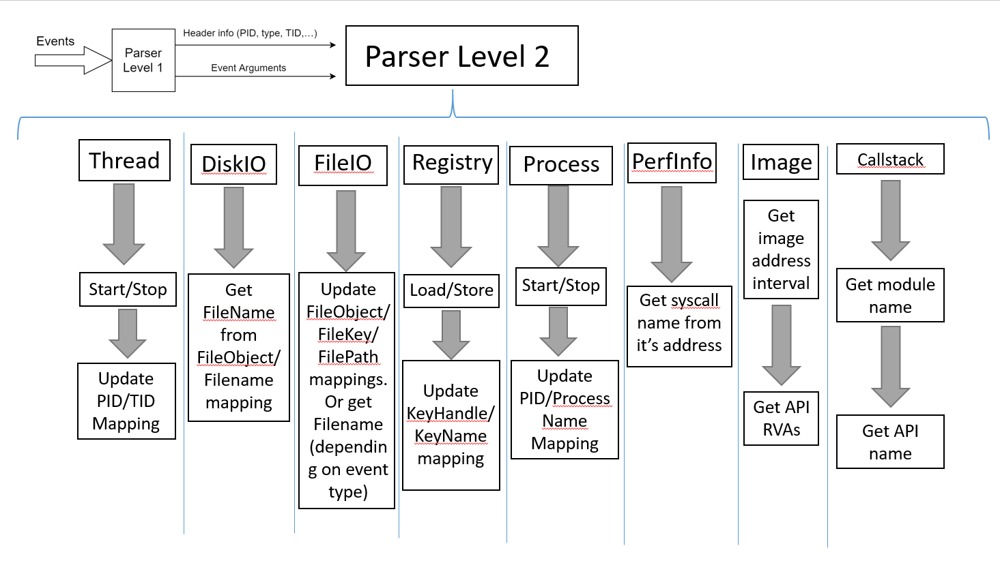 Events
Parser
Level 1
Header info (PID, type, TID,...)
Event Arguments
Parser Level 2
Thread
Start/Stop
Update
PID/TID
Mapping
DiskIO
Get
FileName
from
FileObject/
Filename
mapping
FileIO
Update
FileObject/
FileKey/
FilePath
mappings.
Or get
Filename
(dependin
g on event
type)
Registry
Load/Store
Update
KeyHandle/
KeyName
mapping
Process
Start/Stop
Update
PID/Process
Name
Mapping
PerfInfo
Get syscall
name from
it's address
Image
Get
image
address
interval
Get API
RVAs
Callstack
Get module
name
Get API
name